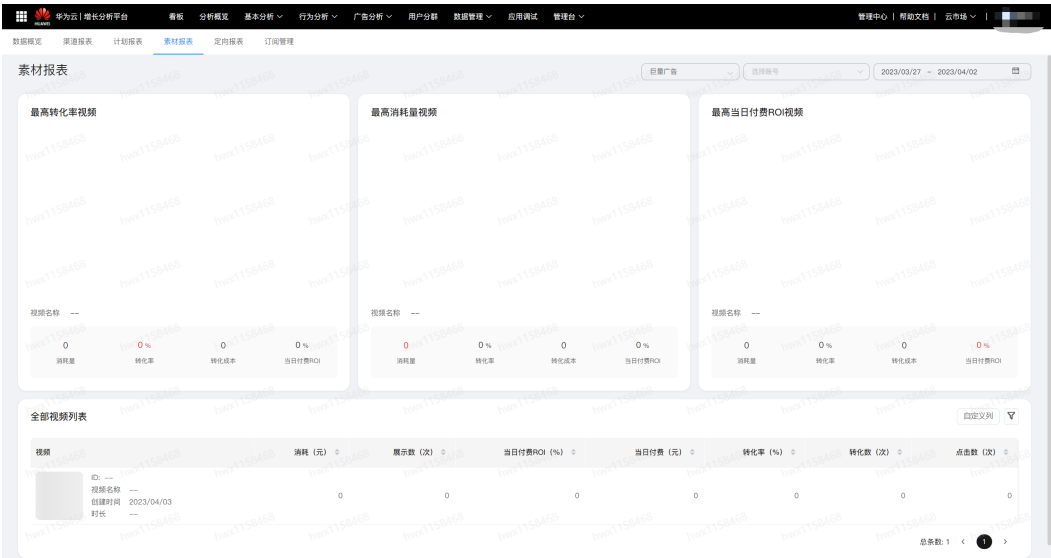 HUAWEI 华为云 | 增长分析平台 看板 分析概览 基本分析 行为分析 广告分析 用户分群 数据管理 应用调试 管理台 管理中心 | 帮助文档 | 云市场 |
数据概览 渠道报表 计划报表 素材报表 定向报表 订阅管理
素材报表 巨量广告 选择账号 2023/03/27 - 2023/04/02
最高转化率视频 最高消耗量视频 最高当日付费ROI视频
视频名称 -- 视频名称 -- 视频名称 --
0 0 % 0 0 % 0 0 % 0 0 % 0 0 % 0 0 %
消耗量 转化率 转化成本 当日付费ROI 消耗量 转化率 转化成本 当日付费ROI 消耗量 转化率 转化成本 当日付费ROI
全部视频列表 自定义列
视频 消耗（元） 展示数（次） 当日付费ROI（%） 当日付费（元） 转化率（%） 转化数（次） 点击数（次）
ID: --
视频名称 --
创建时间 2023/04/03
时长 --
0 0 0 0 0 0 0
总条数: 1 < 1 >
hwx1158468